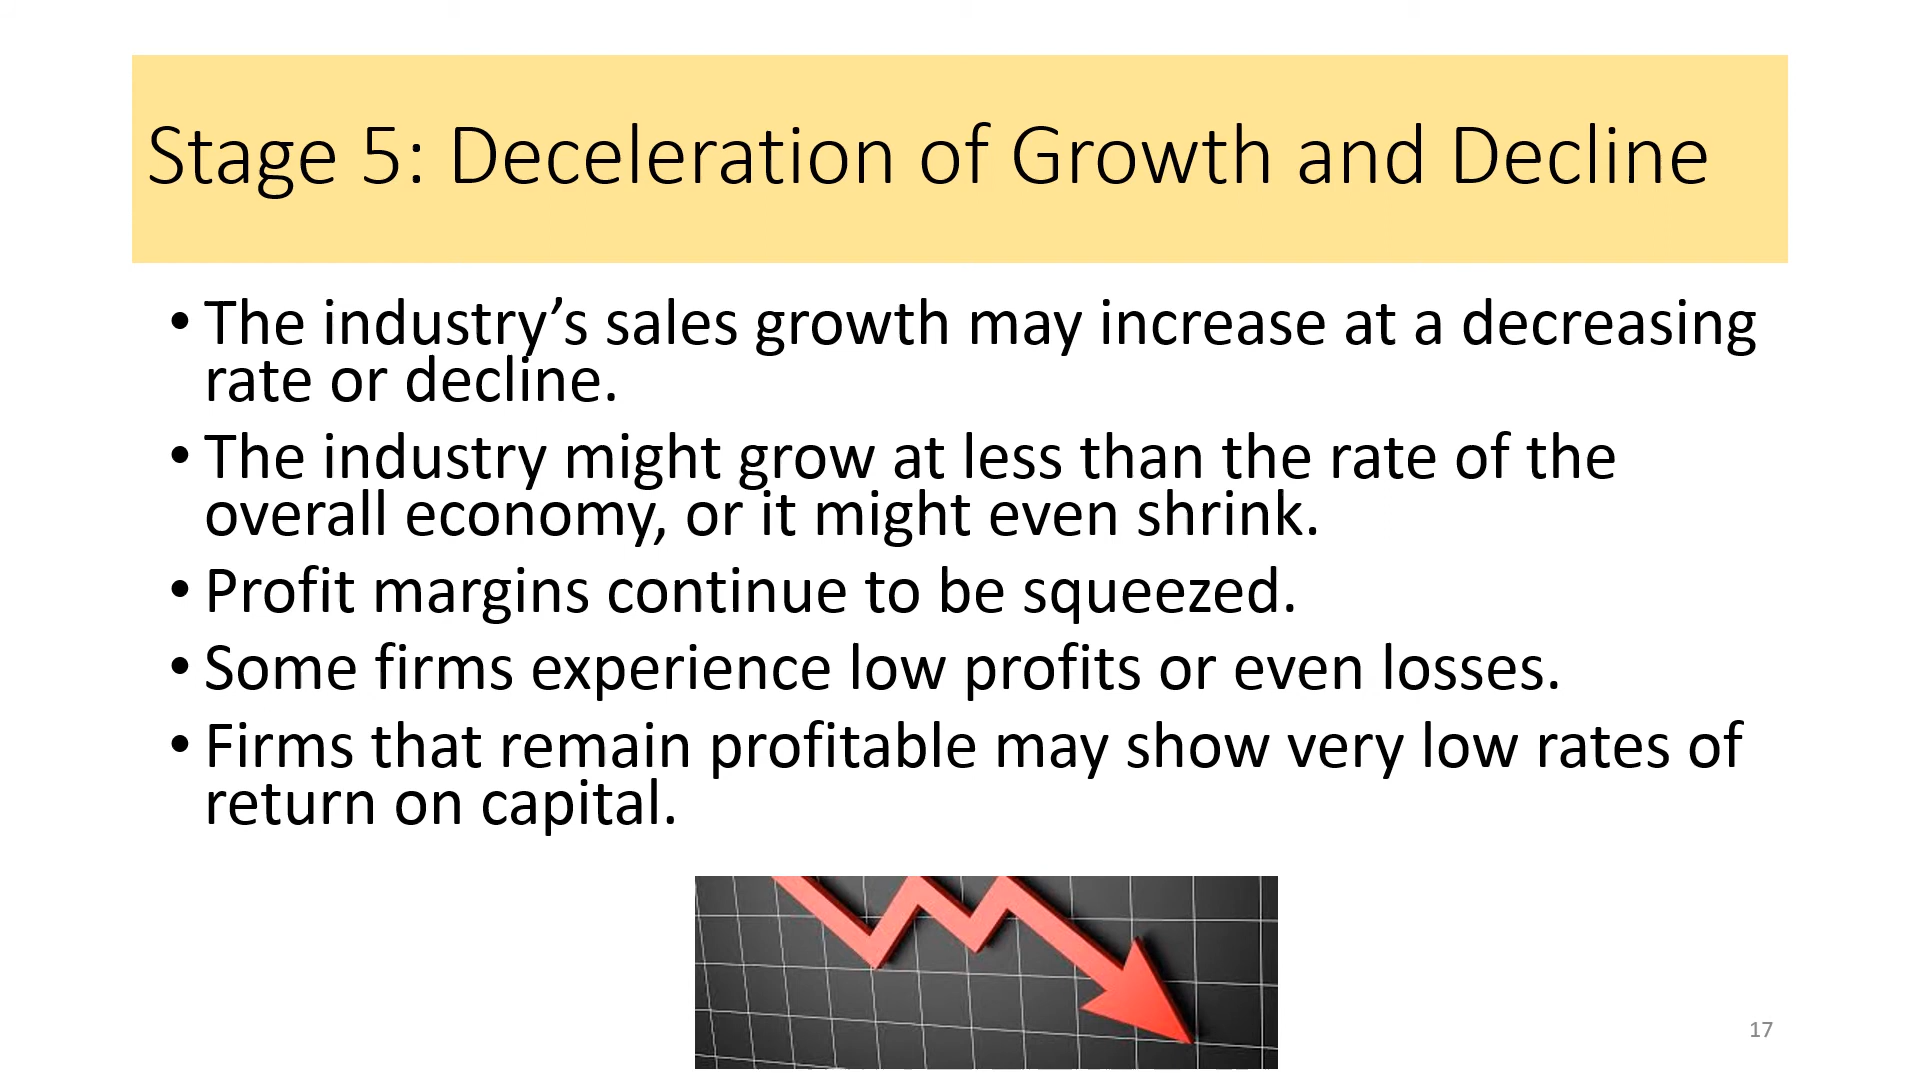 Stage 5: Deceleration of Growth and Decline
• The industry’s sales growth may increase at a decreasing
rate or decline.
• The industry might grow at less than the rate of the
overall economy, or it might even shrink.
• Profit margins continue to be squeezed.
• Some firms experience low profits or even losses.
• Firms that remain profitable may show very low rates of
return on capital.
17